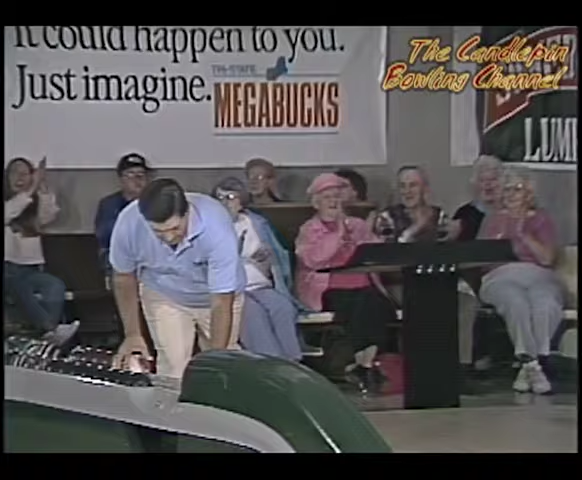 It could happen to you.
Just imagine.
TRI-STATE
MEGABUCKS
The Candlepin
Bowling Channel
LUM